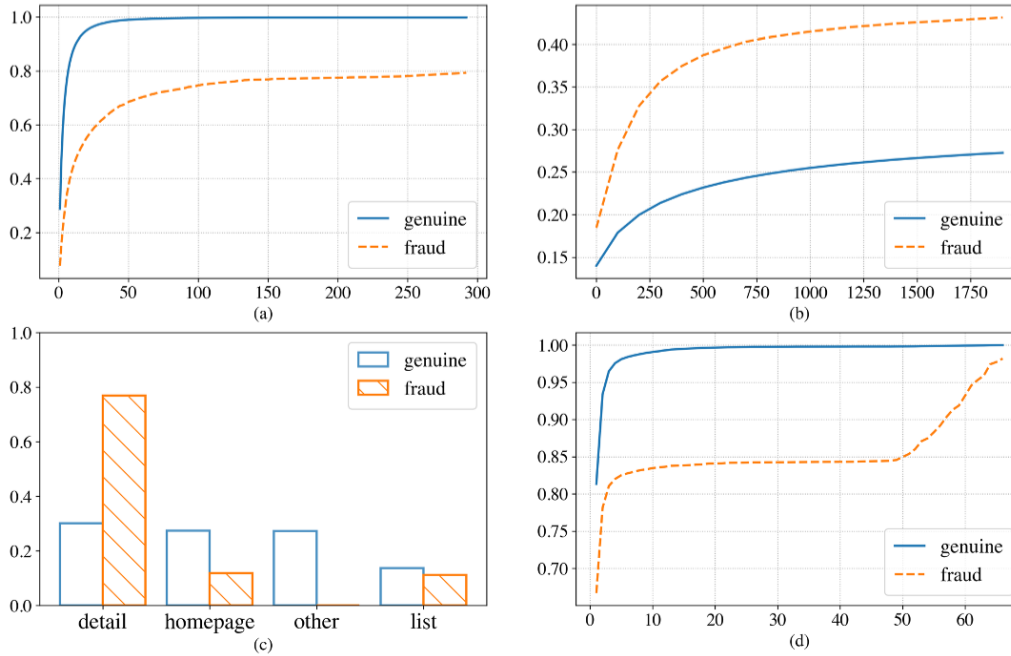 1.0
0.8
0.6
0.4
0.2
genuine
fraud
0 50 100 150 200 250 300
(a)
0.40
0.35
0.30
0.25
0.20
0.15
genuine
fraud
0 250 500 750 1000 1250 1500 1750
(b)
1.0
0.8
0.6
0.4
0.2
0.0
genuine
fraud
detail homepage other list
(c)
1.00
0.95
0.90
0.85
0.80
0.75
0.70
genuine
fraud
0 10 20 30 40 50 60
(d)